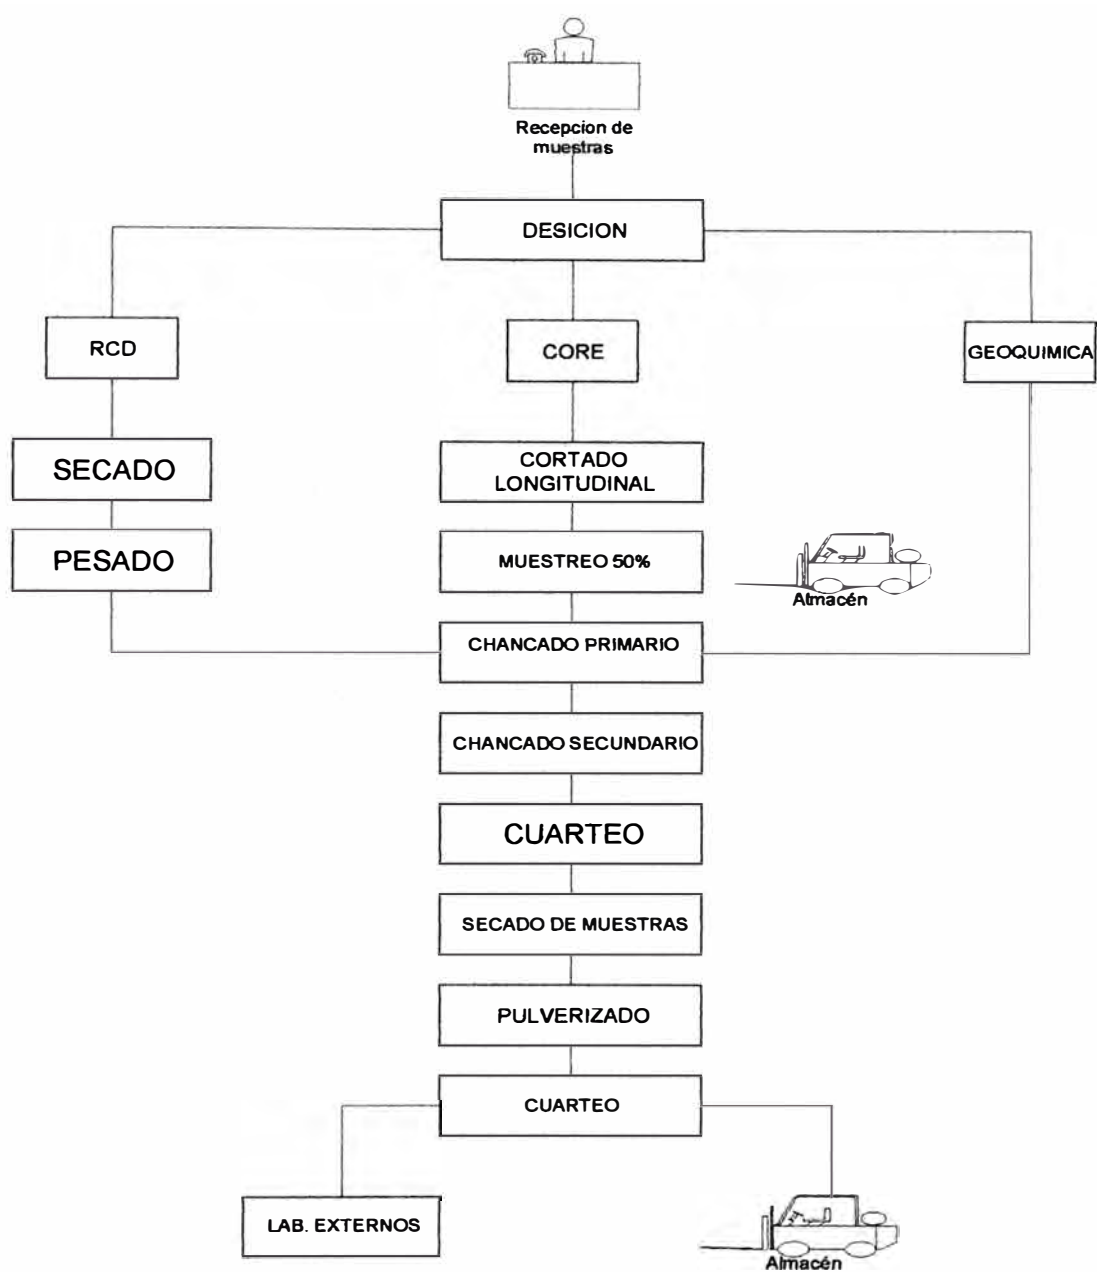 Recepcion de
muestras
DESICION
RCD
CORE
GEOQUIMICA
SECADO
CORTADO
LONGITUDINAL
PESADO
MUESTREO 50%
Almacén
CHANCADO PRIMARIO
CHANCADO SECUNDARIO
CUARTEO
SECADO DE MUESTRAS
PULVERIZADO
CUARTEO
LAB. EXTERNOS
Almacén